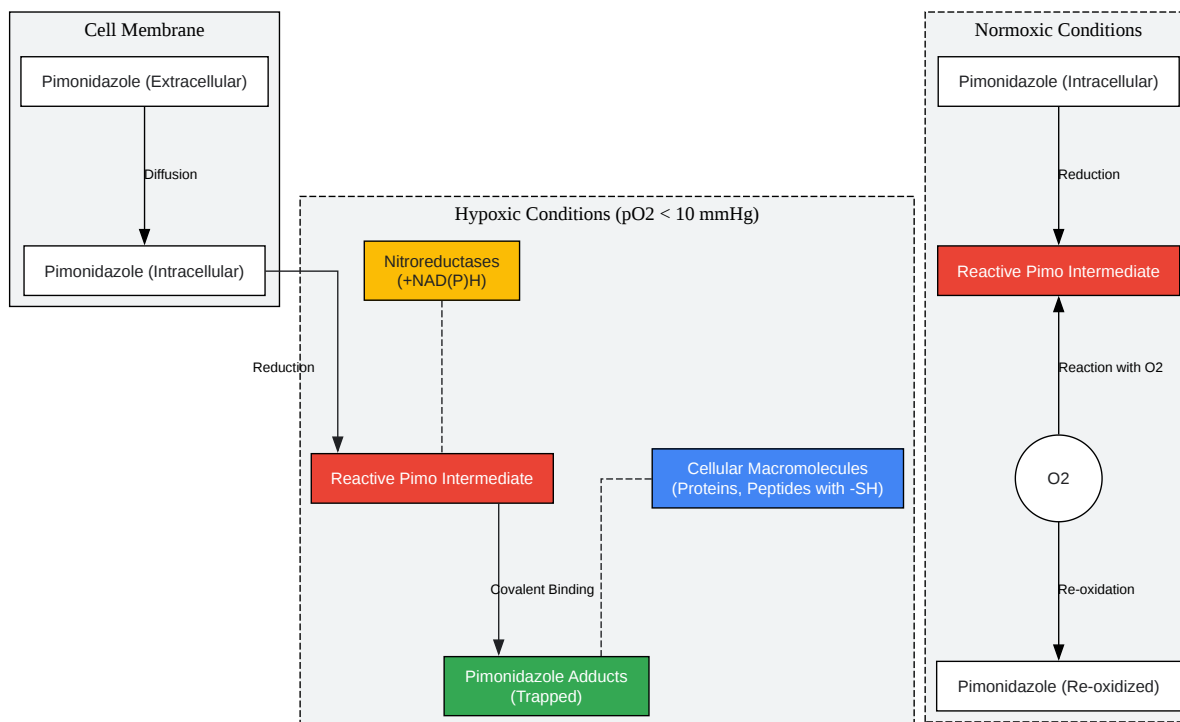 Cell Membrane
Pimonidazole (Extracellular)
Diffusion
Pimonidazole (Intracellular)
Hypoxic Conditions (pO2 < 10 mmHg)
Nitroreductases
(+NAD(P)H)
Reduction
Reactive Pimo Intermediate
Cellular Macromolecules
(Proteins, Peptides with -SH)
Covalent Binding
Pimonidazole Adducts
(Trapped)
Normoxic Conditions
Pimonidazole (Intracellular)
Reduction
Reactive Pimo Intermediate
Reaction with O2
O2
Re-oxidation
Pimonidazole (Re-oxidized)